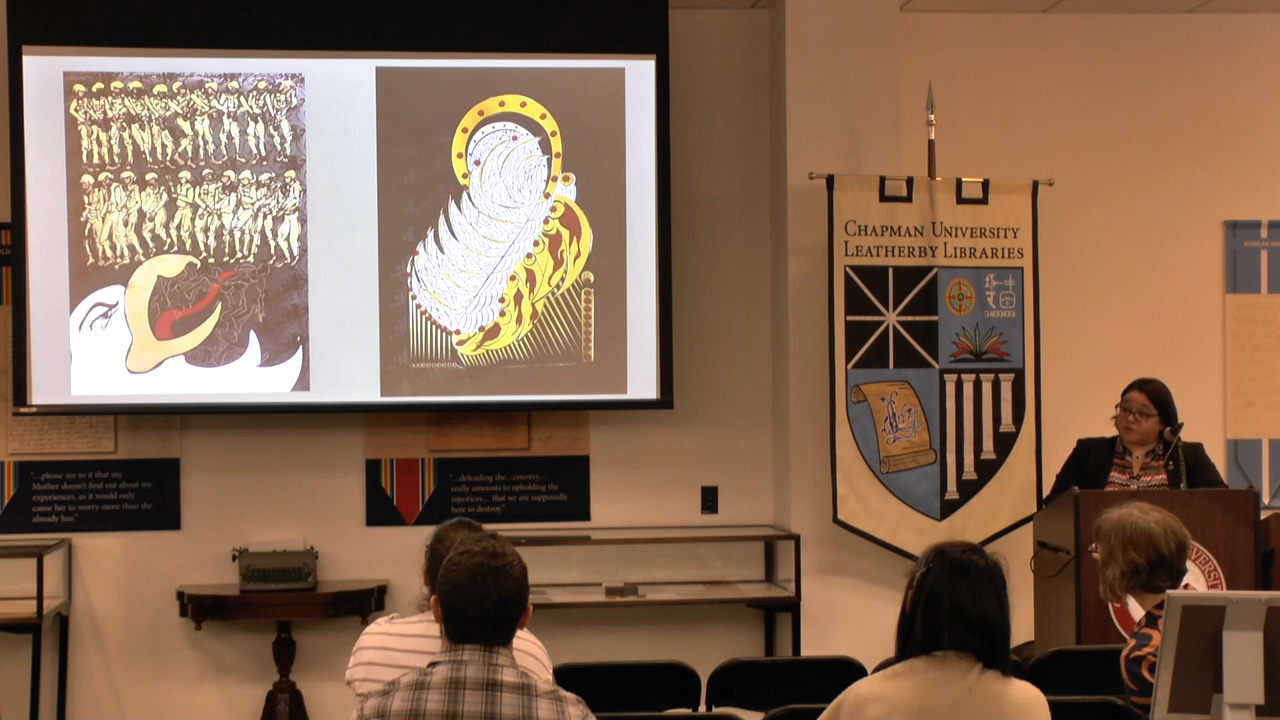 CHAPMAN UNIVERSITY
LEATHERBY LIBRARIES
"...please see to it that my
Mother doesn't find out about my
experiences, as it would only
cause her to worry more than she
already has."
"...defending the...country...
really amounts to upholding the
injustices... that we are supposedly
here to destroy."
KOREAN